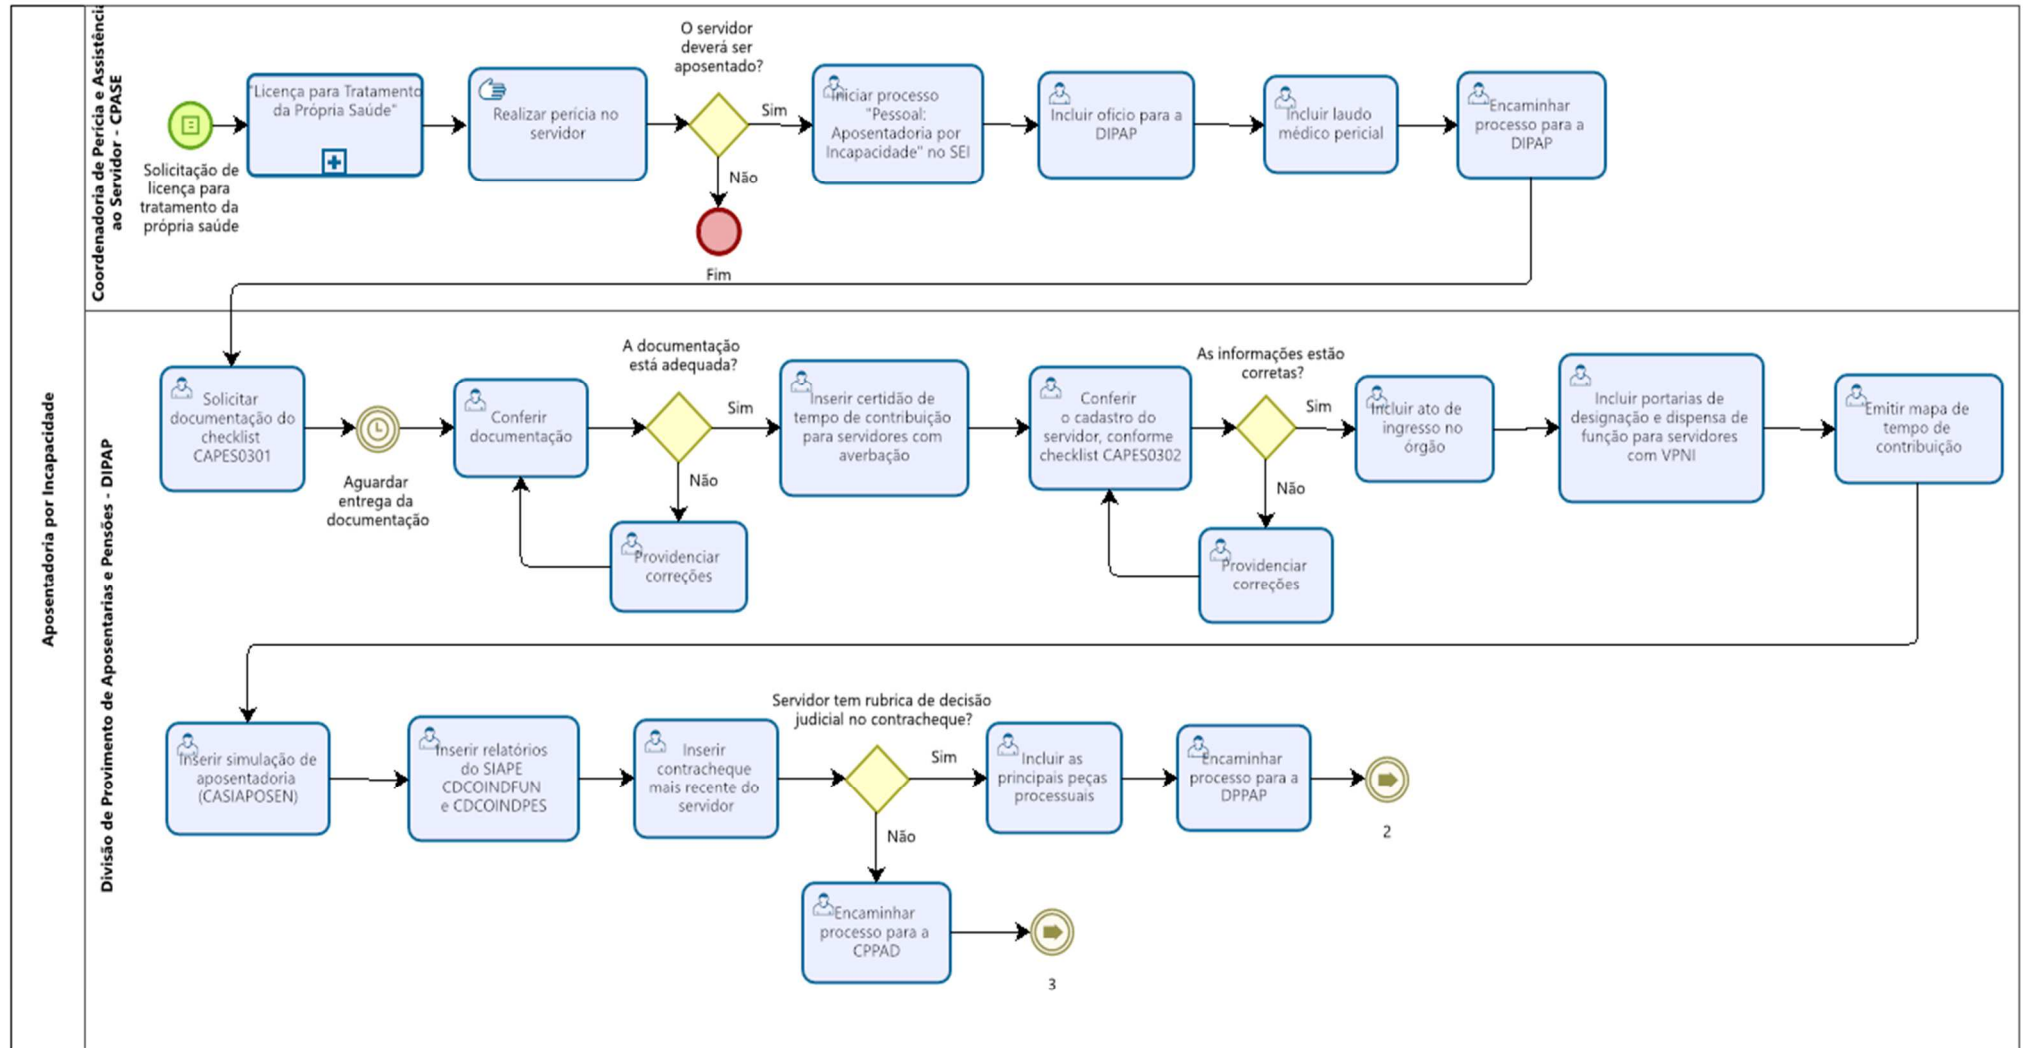 Aposentadoria por Incapacidade
Coordenadoria de Perícia e Assistência
ao Servidor - CPASE
Solicitação de
licença para
tratamento da
própria saúde
"Licença para Tratamento
da Própria Saúde"
Realizar perícia no
servidor
O servidor
deverá ser
aposentado?
Sim
Não
Fim
Iniciar processo
"Pessoal:
Aposentadoria por
Incapacidade" no SEI
Incluir ofício para a
DIPAP
Incluir laudo
médico pericial
Encaminhar
processo para a
DIPAP
Divisão de Provimento de Aposentarias e Pensões - DIPAP
Solicitar
documentação do
checklist
CAPES0301
Aguardar
entrega da
documentação
Conferir
documentação
A documentação
está adequada?
Sim
Não
Providenciar
correções
Inserir certidão de
tempo de contribuição
para servidores com
averbação
Conferir
o cadastro do
servidor, conforme
checklist CAPES0302
As informações estão
corretas?
Sim
Não
Providenciar
correções
Incluir ato de
ingresso no
órgão
Incluir portarias de
designação e dispensa de
função para servidores
com VPNI
Emitir mapa de
tempo de
contribuição
Inserir simulação de
aposentadoria
(CASIAPOSEN)
Inserir relatórios
do SIAPE
CDCOINDFUN
e CDCOINDPES
Inserir
contracheque
mais recente do
servidor
Servidor tem rubrica de decisão
judicial no contracheque?
Sim
Não
Incluir as
principais peças
processuais
Encaminhar
processo para a
DPPAP
2
Encaminhar
processo para a
CPPAD
3